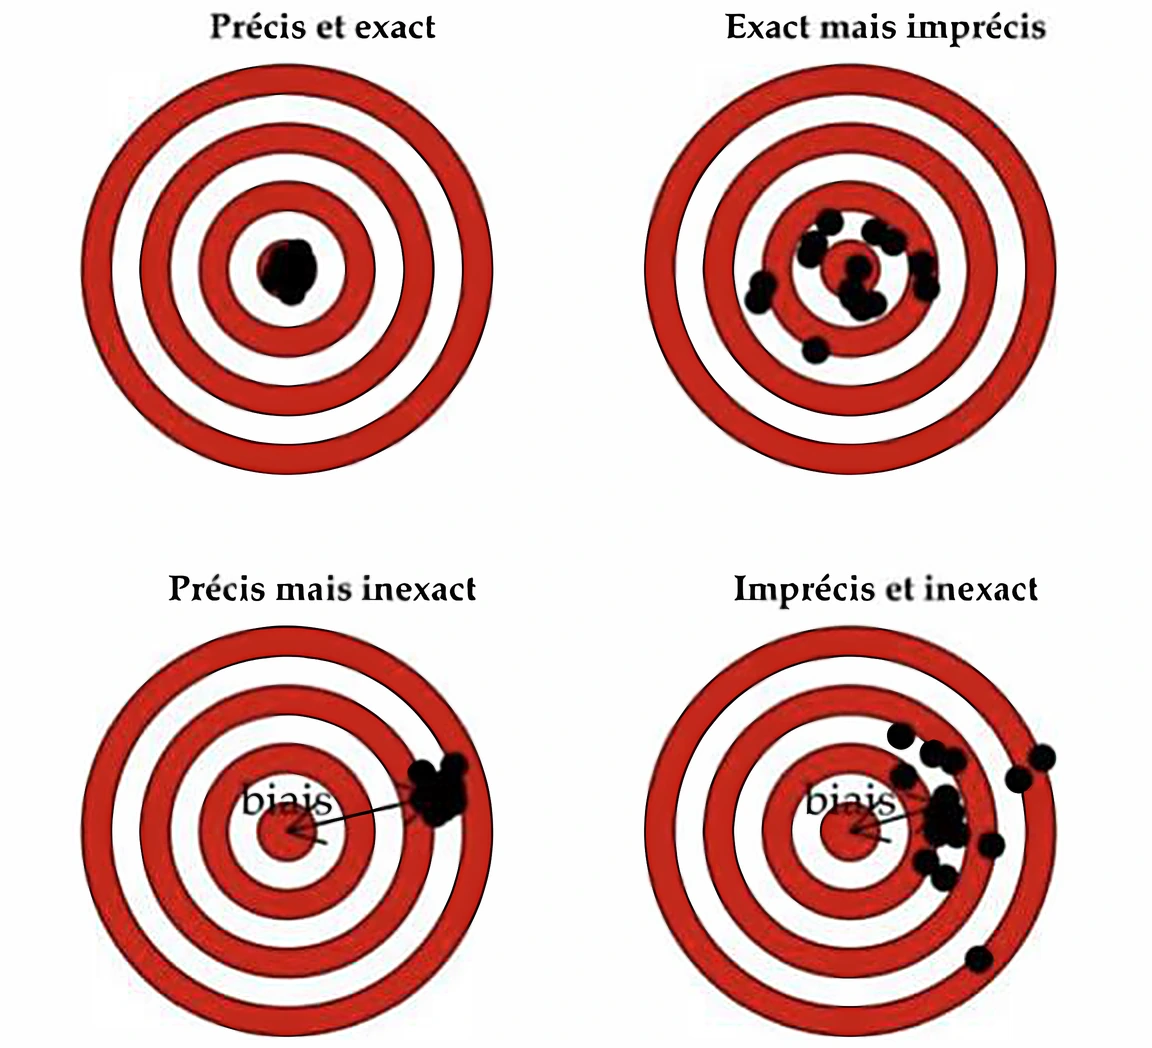 Précis et exact
Exact mais imprécis
Précis mais inexact
Imprécis et inexact
biais
biais